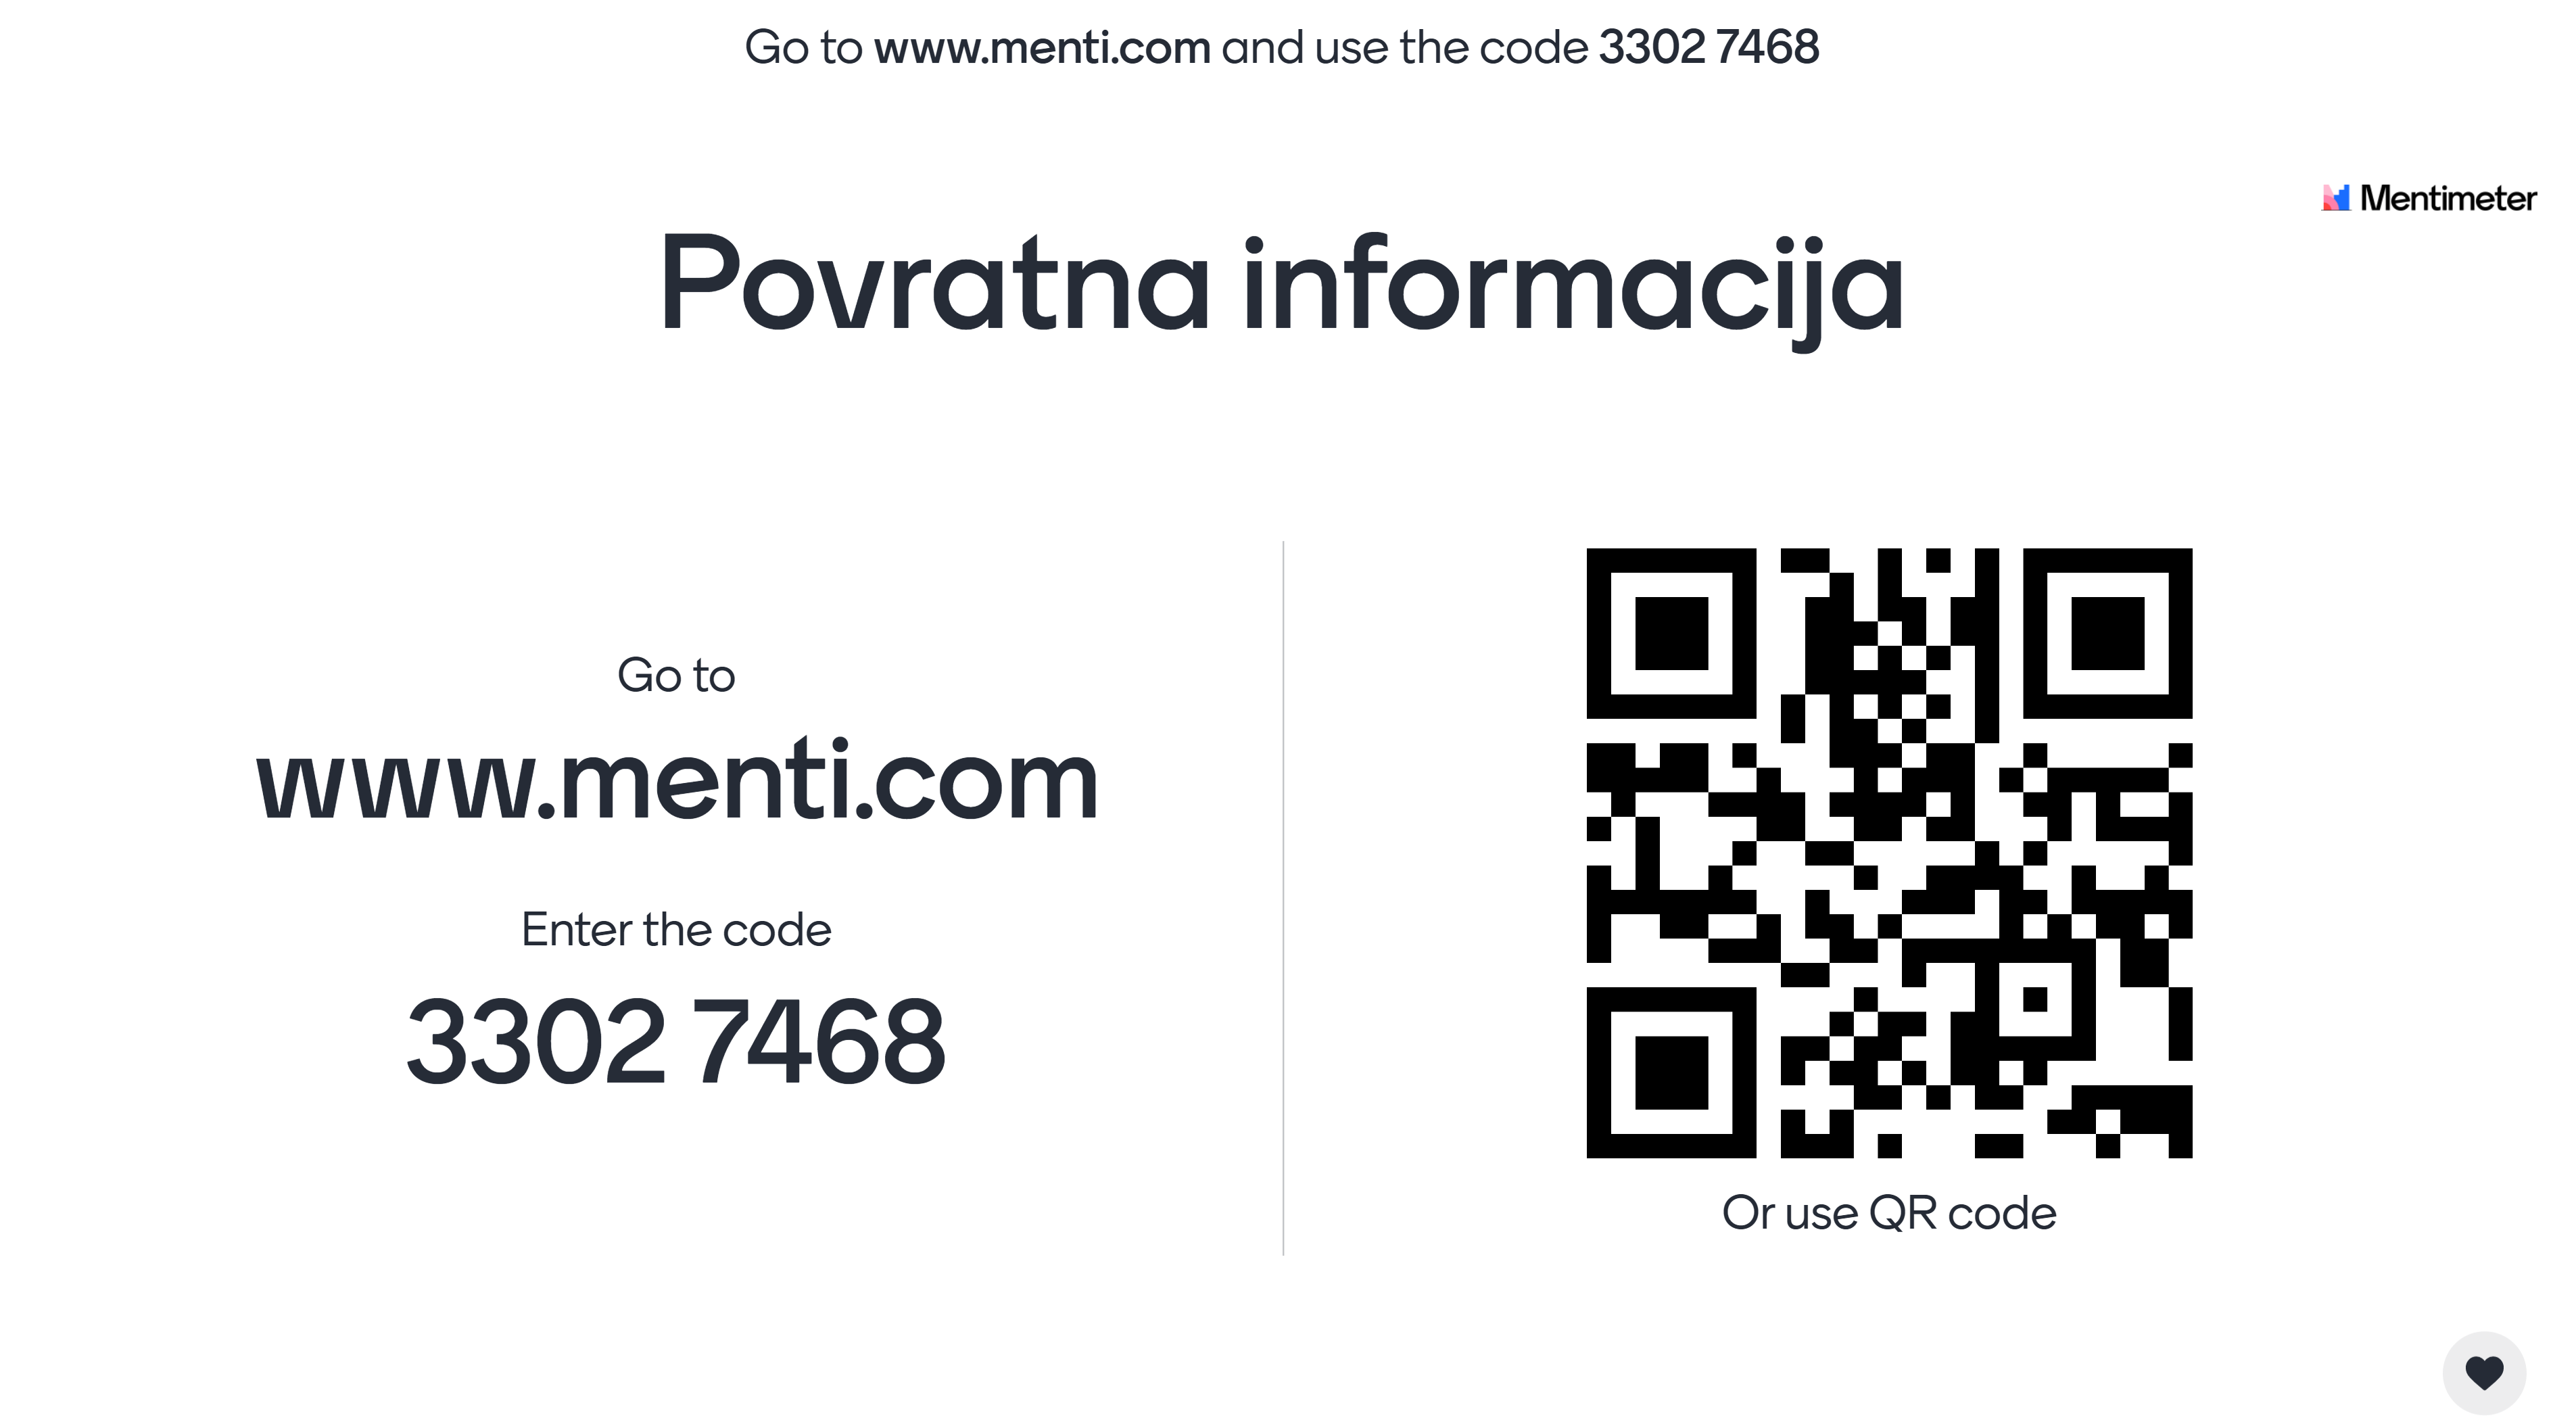 Go to www.menti.com and use the code 3302 7468
Mentimeter
Povratna informacija
Go to
www.menti.com
Enter the code
3302 7468
Or use QR code